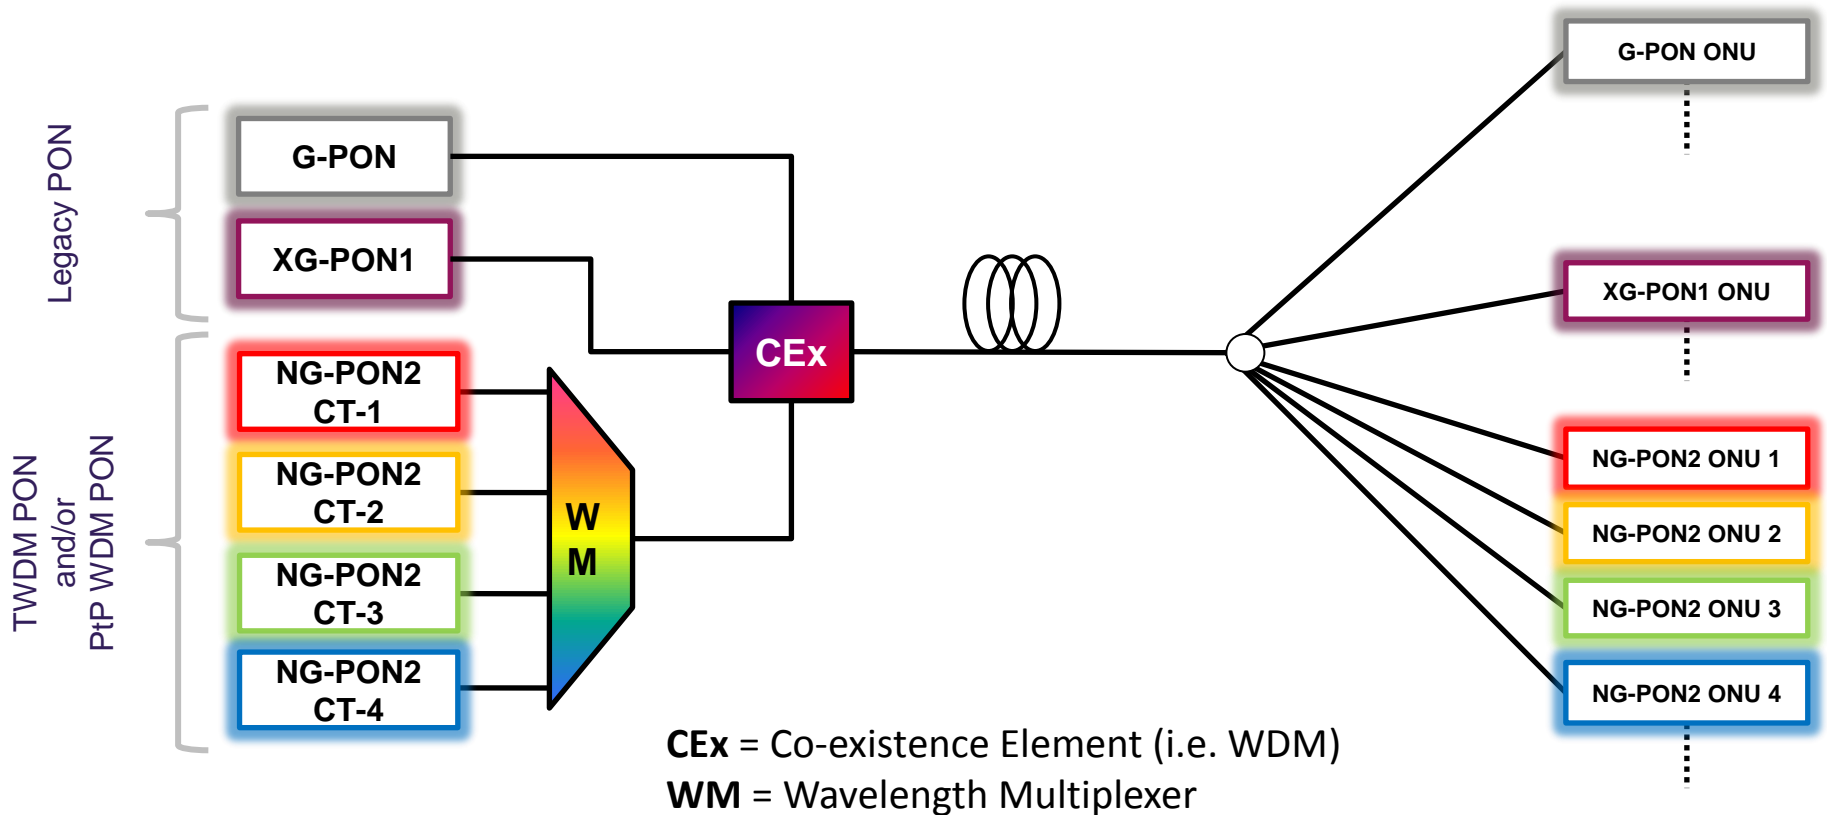 Legacy PON
G-PON
XG-PON1
TWDM PON
and/or
PtP WDM PON
NG-PON2
CT-1
NG-PON2
CT-2
NG-PON2
CT-3
NG-PON2
CT-4
W
M
CEx
G-PON ONU
XG-PON1 ONU
NG-PON2 ONU 1
NG-PON2 ONU 2
NG-PON2 ONU 3
NG-PON2 ONU 4
CEx = Co-existence Element (i.e. WDM)
WM = Wavelength Multiplexer